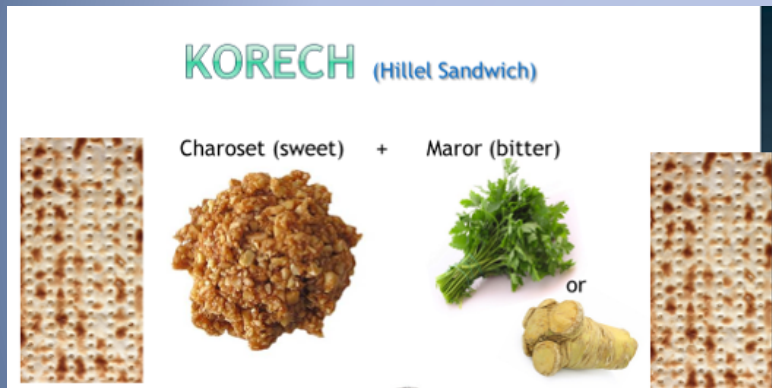 KORECH (Hillel Sandwich)
Charoset (sweet) + Maror (bitter)
or